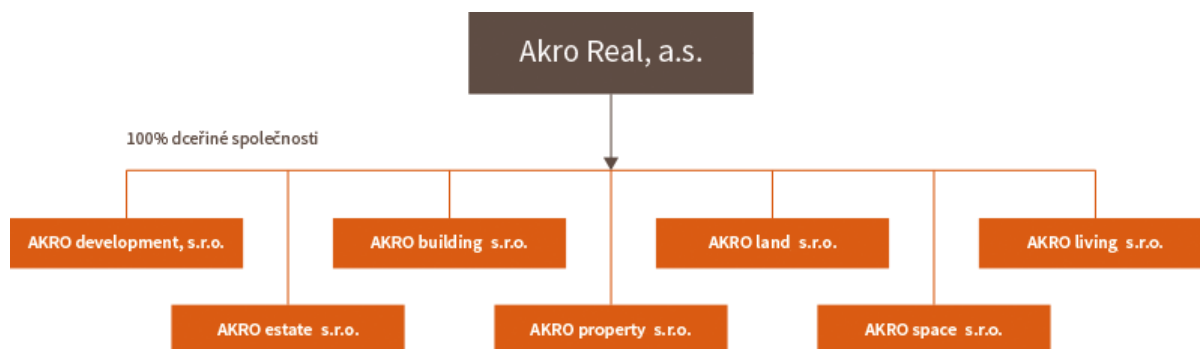 Akro Real, a.s.
100% dceřiné společnosti
AKRO development, s.r.o.
AKRO building s.r.o.
AKRO land s.r.o.
AKRO living s.r.o.
AKRO estate s.r.o.
AKRO property s.r.o.
AKRO space s.r.o.